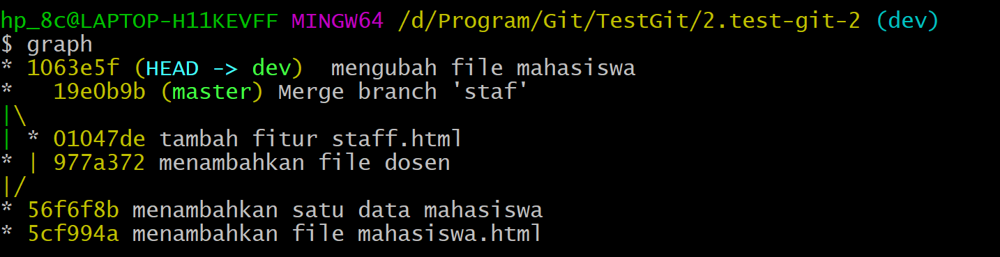 hp_8c@LAPTOP-H11KEVFF MINGW64 /d/Program/Git/TestGit/2.test-git-2 (dev)
$ graph
* 1063e5f (HEAD -> dev)  mengubah file mahasiswa
*   19e0b9b (master) Merge branch 'staf'
|\
| * 01047de tambah fitur staff.html
* | 977a372 menambahkan file dosen
|/
* 56f6f8b menambahkan satu data mahasiswa
* 5cf994a menambahkan file mahasiswa.html